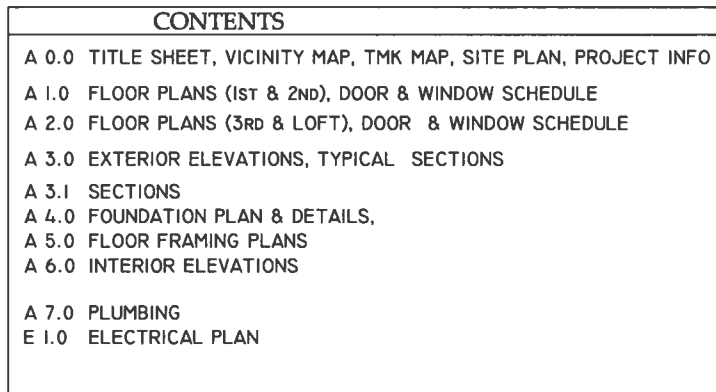 CONTENTS
A 0.0 TITLE SHEET, VICINITY MAP, TMK MAP, SITE PLAN, PROJECT INFO
A 1.0 FLOOR PLANS (1ST & 2ND), DOOR & WINDOW SCHEDULE
A 2.0 FLOOR PLANS (3RD & LOFT), DOOR & WINDOW SCHEDULE
A 3.0 EXTERIOR ELEVATIONS, TYPICAL SECTIONS
A 3.1 SECTIONS
A 4.0 FOUNDATION PLAN & DETAILS,
A 5.0 FLOOR FRAMING PLANS
A 6.0 INTERIOR ELEVATIONS
A 7.0 PLUMBING
E 1.0 ELECTRICAL PLAN